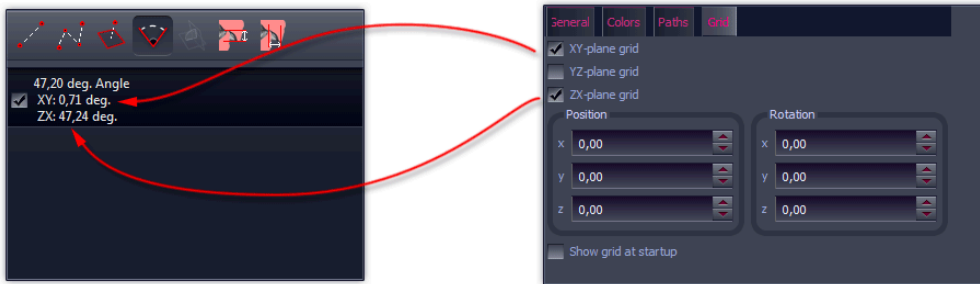 47,20 deg. Angle
XY: 0,71 deg.
ZX: 47,24 deg.
General Colors Paths Grid
XY-plane grid
YZ-plane grid
ZX-plane grid
Position Rotation
x 0,00 x 0,00
y 0,00 y 0,00
z 0,00 z 0,00
Show grid at startup